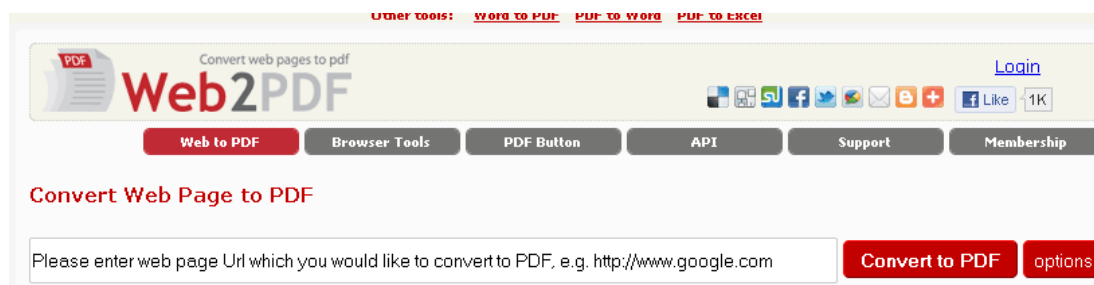 Other tools: Word to PDF PDF to Word PDF to Excel
PDF
Convert web pages to pdf
Web2PDF
Login
Like 1K
Web to PDF Browser Tools PDF Button API Support Membership
Convert Web Page to PDF
Please enter web page Url which you would like to convert to PDF, e.g. http://www.google.com Convert to PDF options